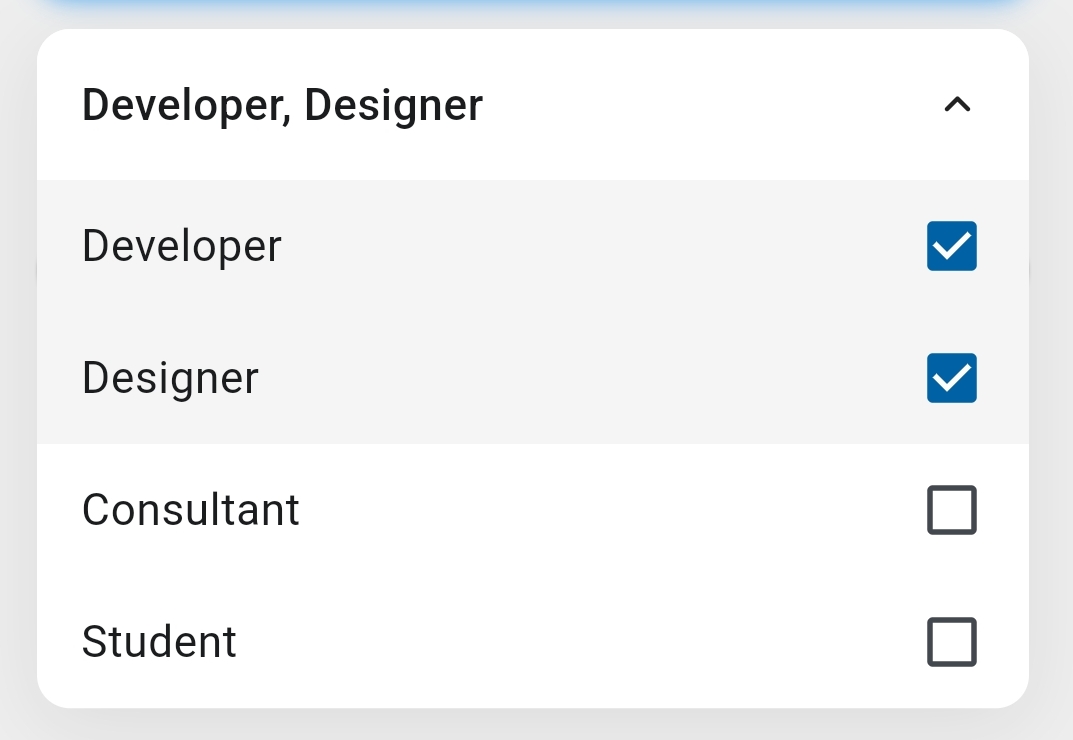 Developer, Designer
Developer
Designer
Consultant
Student